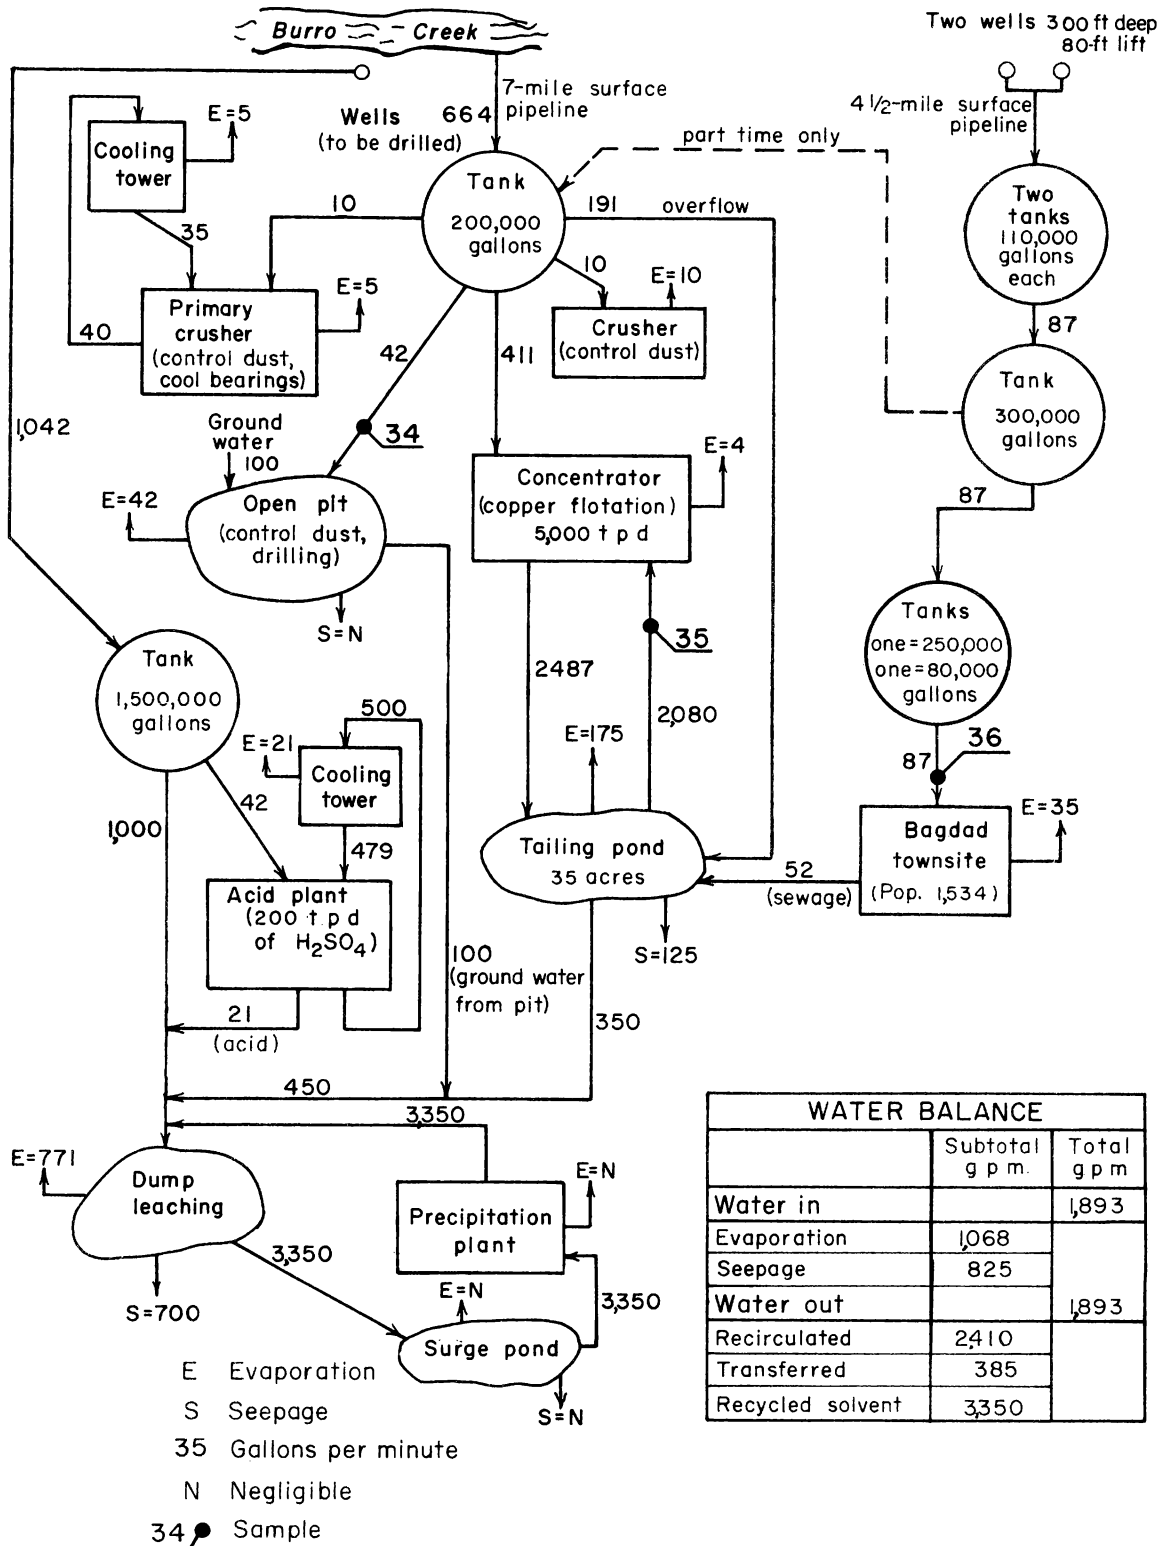 Burro Creek
Two wells 300 ft deep
80-ft lift
7-mile surface
pipeline
664
Wells
(to be drilled)
4 1/2-mile surface
pipeline
part time only
E=5
Cooling
tower
35
10
Tank
200,000
gallons
191 overflow
Two
tanks
110,000
gallons
each
10
E=10
E=5
Primary
crusher
(control dust,
cool bearings)
40
42
411
Crusher
(control dust)
87
Tank
300,000
gallons
1,042
Ground
water
100
34
E=42
Open pit
(control dust,
drilling)
S=N
Concentrator
(copper flotation)
5,000 t p d
E=4
87
Tanks
one=250,000
one=80,000
gallons
35
2487
2,080
Tank
1,500,000
gallons
500
E=21
Cooling
tower
42
479
E=175
36
87
1,000
Tailing pond
35 acres
Bagdad
townsite
(Pop. 1,534)
E=35
52
(sewage)
Acid plant
(200 t p d
of H2SO4)
S=125
100
(ground water
from pit)
21
(acid)
350
450
3,350
E=771
Dump
leaching
S=700
3,350
Precipitation
plant
E=N
E=N
3,350
Surge pond
S=N
WATER BALANCE
Subtotal Total
g p m. g p m
Water in 1,893
Evaporation 1,068
Seepage 825
Water out 1,893
Recirculated 2,410
Transferred 385
Recycled solvent 3,350
E Evaporation
S Seepage
35 Gallons per minute
N Negligible
34 Sample